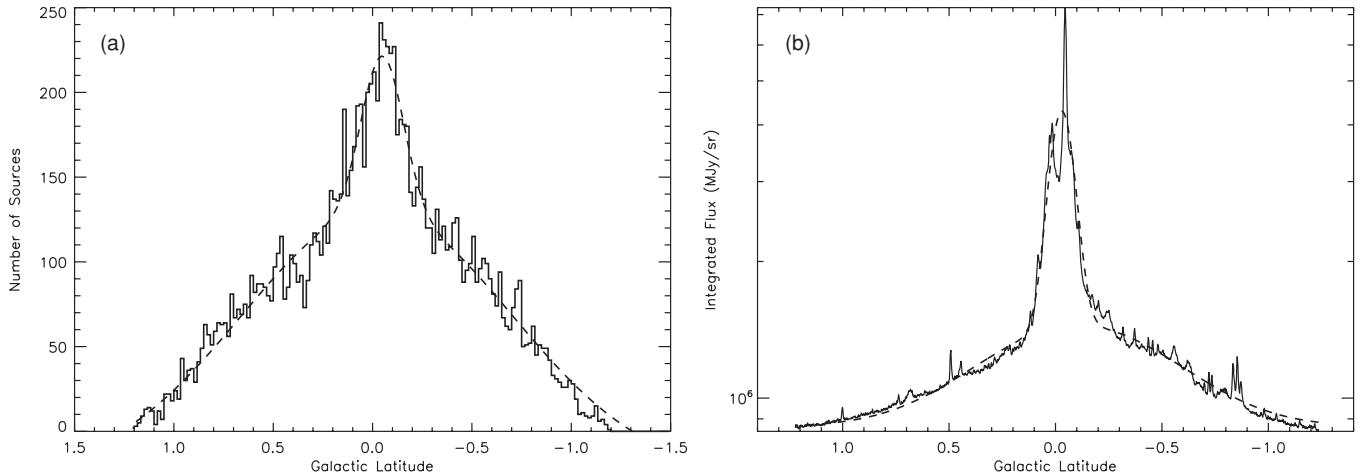 (a)
Number of Sources
250
200
150
100
50
0
1.5 1.0 0.5 0.0 -0.5 -1.0 -1.5
Galactic Latitude
(b)
Integrated Flux (MJy/sr)
10⁶
1.0 0.5 0.0 -0.5 -1.0
Galactic Latitude